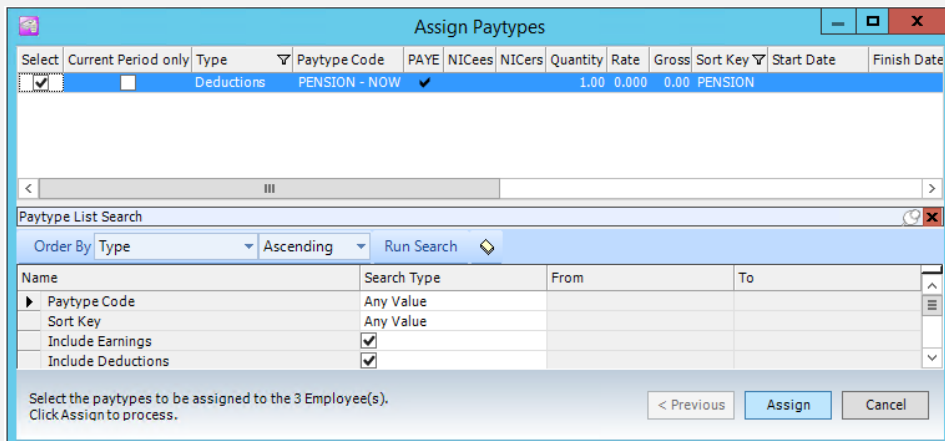 Assign Paytypes
Select Current Period only Type Paytype Code PAYE NICees NICers Quantity Rate Gross Sort Key Start Date Finish Date
Deductions PENSION - NOW 1.00 0.000 0.00 PENSION
Paytype List Search
Order By Type Ascending Run Search
Name Search Type From To
Paytype Code Any Value
Sort Key Any Value
Include Earnings
Include Deductions
Select the paytypes to be assigned to the 3 Employee(s).
Click Assign to process.
< Previous Assign Cancel